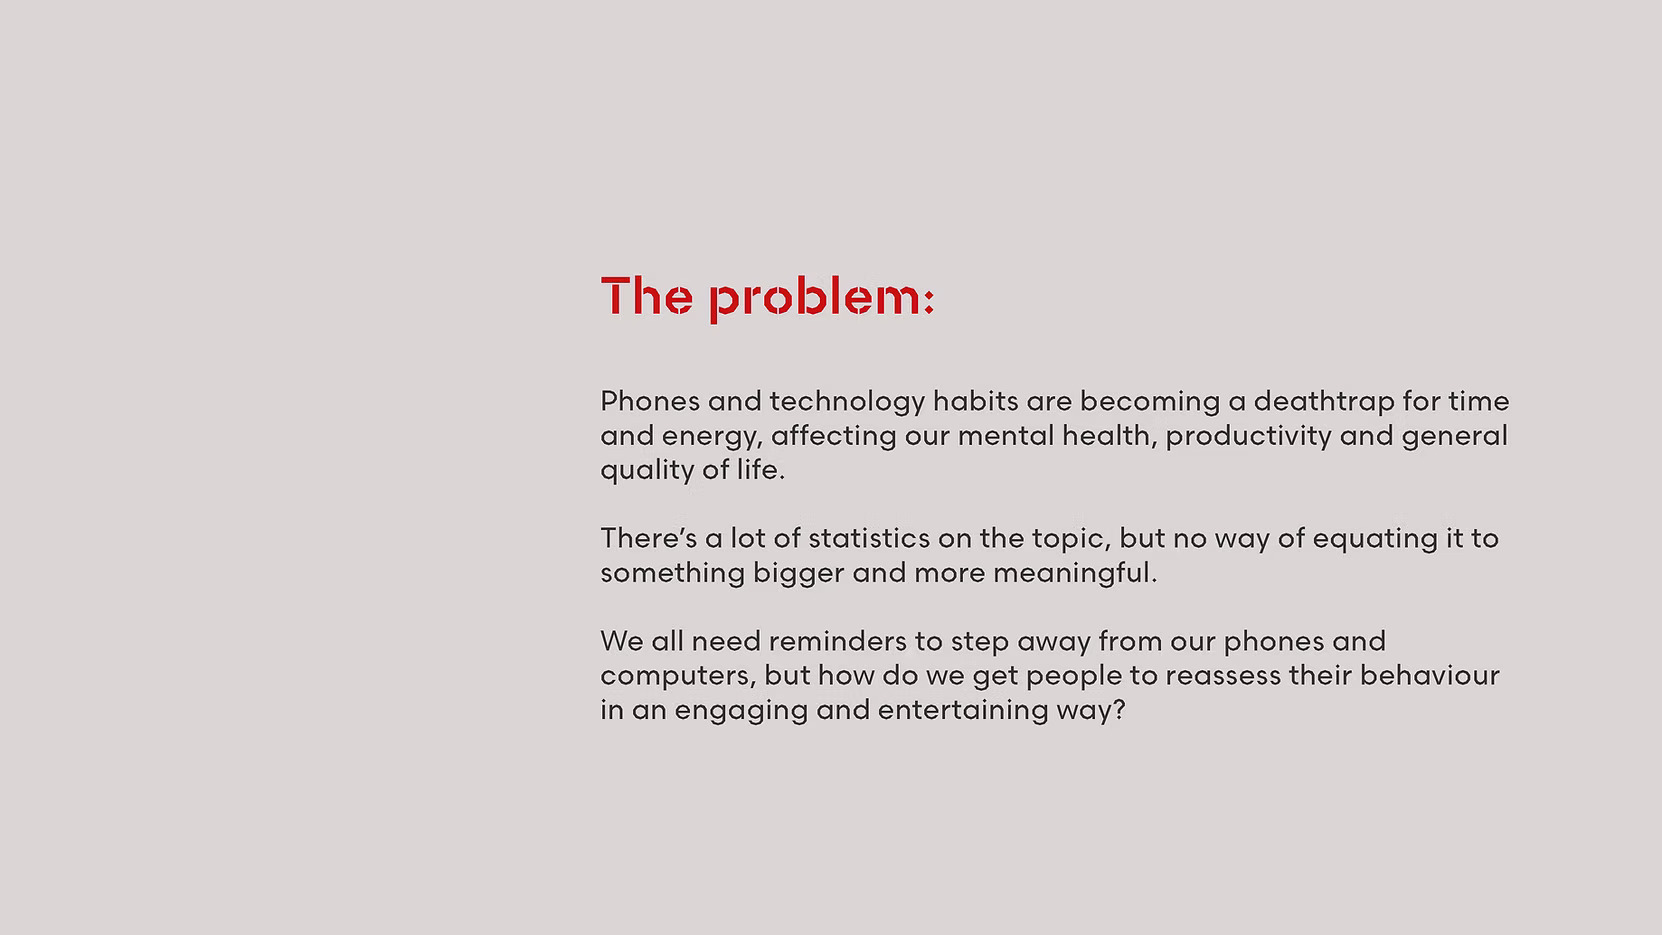 The problem:
Phones and technology habits are becoming a deathtrap for time
and energy, affecting our mental health, productivity and general
quality of life.
There’s a lot of statistics on the topic, but no way of equating it to
something bigger and more meaningful.
We all need reminders to step away from our phones and
computers, but how do we get people to reassess their behaviour
in an engaging and entertaining way?